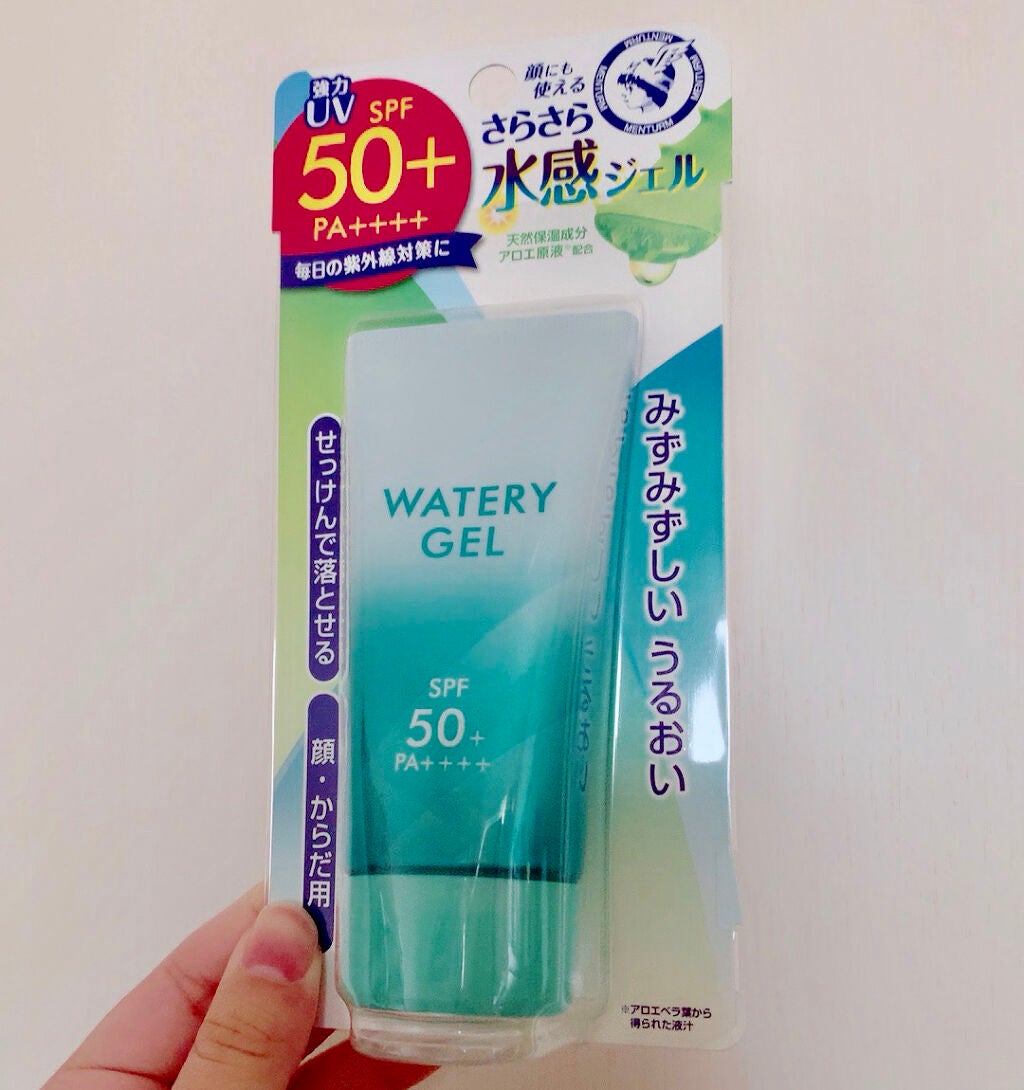 強力
UV
SPF
50+
PA++++
毎日の紫外線対策に
顔にも
使える
さらさら
水感ジェル
天然保湿成分
アロエ原液※配合
MENTURM
MENTURM
MENTURM
MENTURM
WATERY
GEL
SPF
50+
PA++++
せっけんで落とせる
顔・からだ用
みずみずしい うるおい
※アロエベラ葉から
得られた液汁